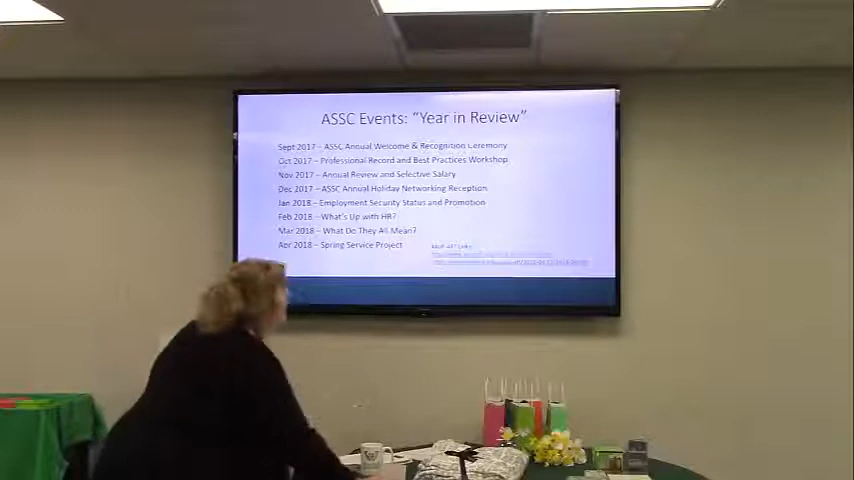 ASSC Events: “Year in Review”
Sept 2017 – ASSC Annual Welcome & Recognition Ceremony
Oct 2017 – Professional Record and Best Practices Workshop
Nov 2017 – Annual Review and Selective Salary
Dec 2017 – ASSC Annual Holiday Networking Reception
Jan 2018 – Employment Security Status and Promotion
Feb 2018 – What's Up with HR?
Mar 2018 – What Do They All Mean?
Apr 2018 – Spring Service Project